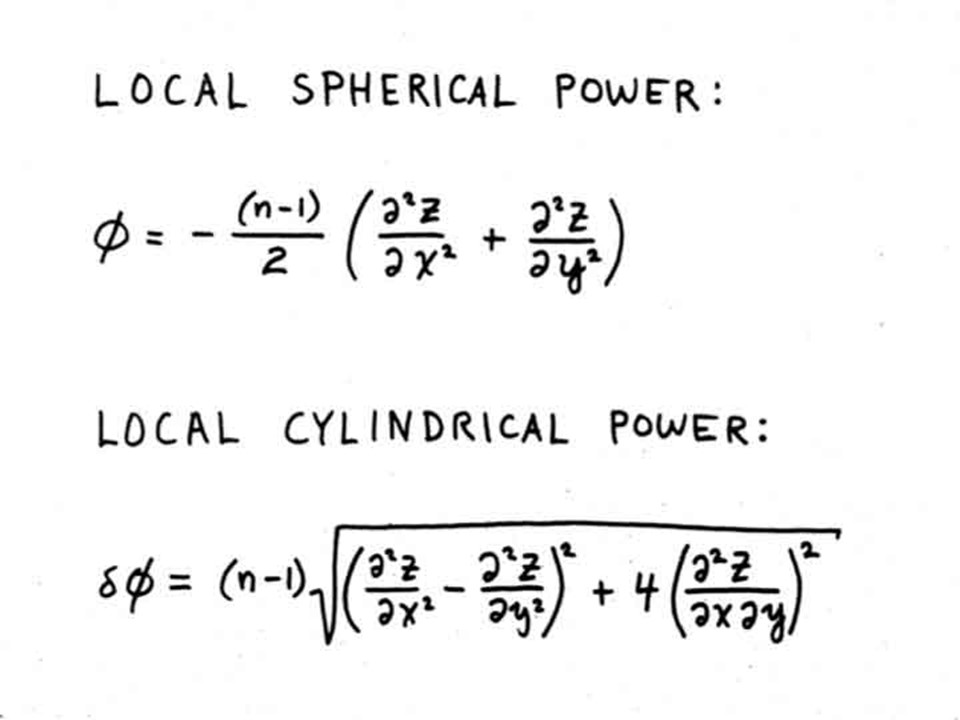 LOCAL SPHERICAL POWER:
ϕ = - (n-1)/2 (∂²z/∂x² + ∂²z/∂y²)
LOCAL CYLINDRICAL POWER:
δϕ = (n-1)√((∂²z/∂x² - ∂²z/∂y²)² + 4(∂²z/∂x∂y)²)